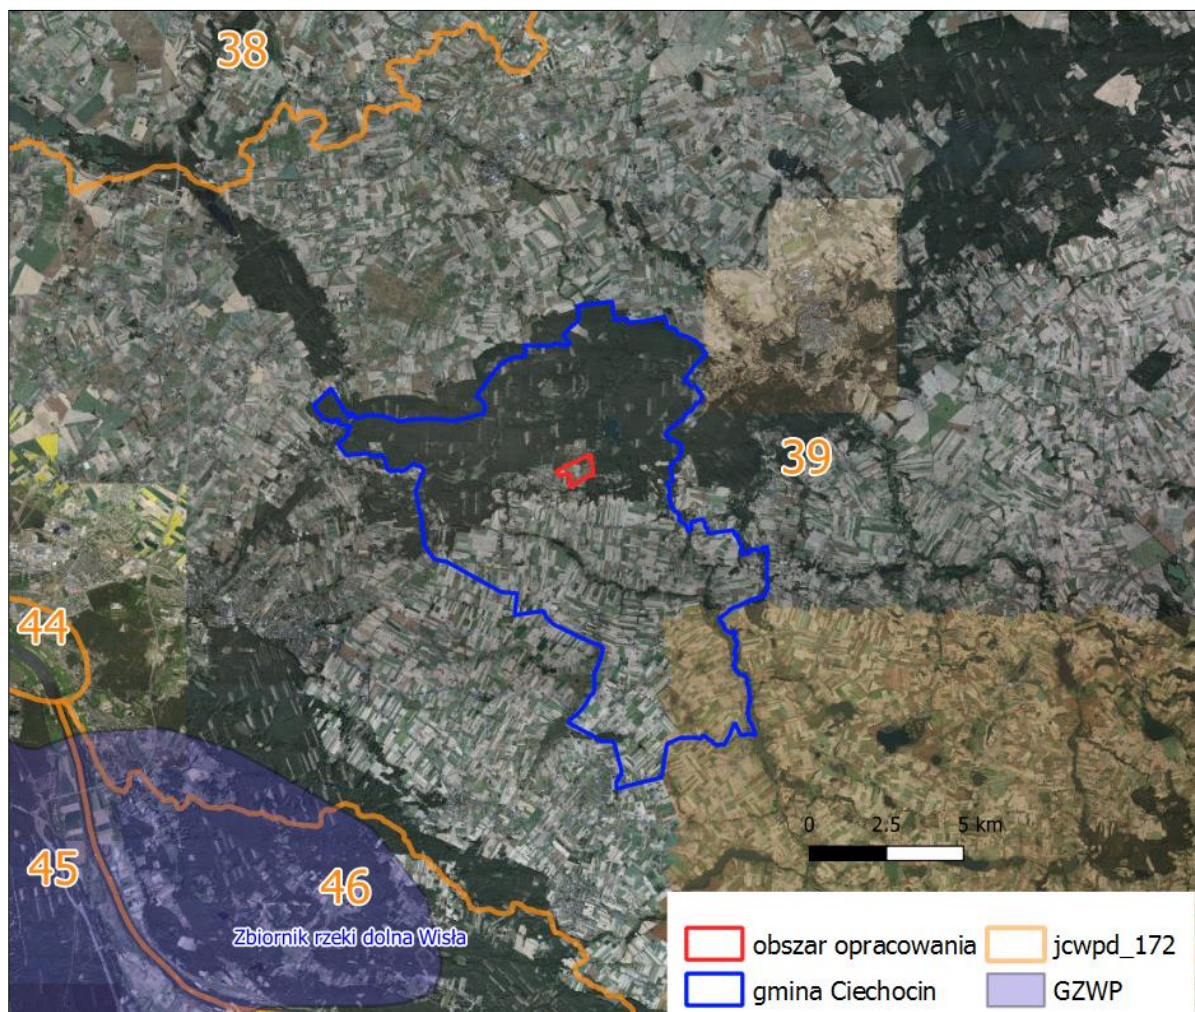 38
39
44
45
46
Zbiornik rzeki dolna Wisła
0 2.5 5 km
obszar opracowania jcwpd_172
gmina Ciechocin GZWP